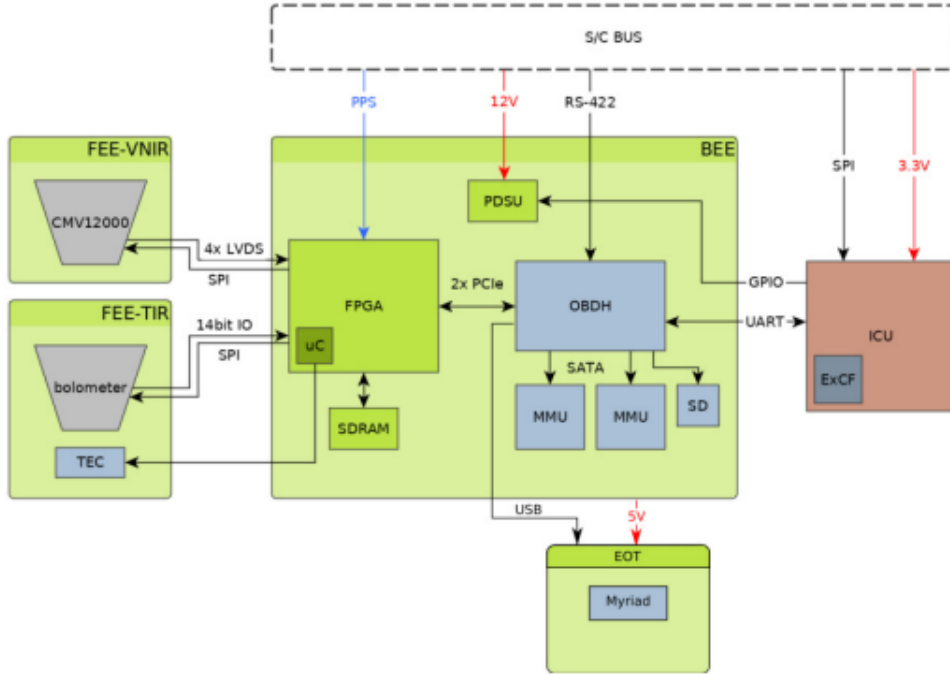 S/C BUS
PPS
12V
RS-422
SPI
3.3V
FEE-VNIR
CMV12000
4x LVDS
SPI
BEE
PDSU
FPGA
uC
2x PCIe
OBDH
GPIO
UART
ICU
ExCF
FEE-TIR
14bit IO
SPI
bolometer
TEC
SDRAM
SATA
MMU
MMU
SD
USB
5V
EOT
Myriad